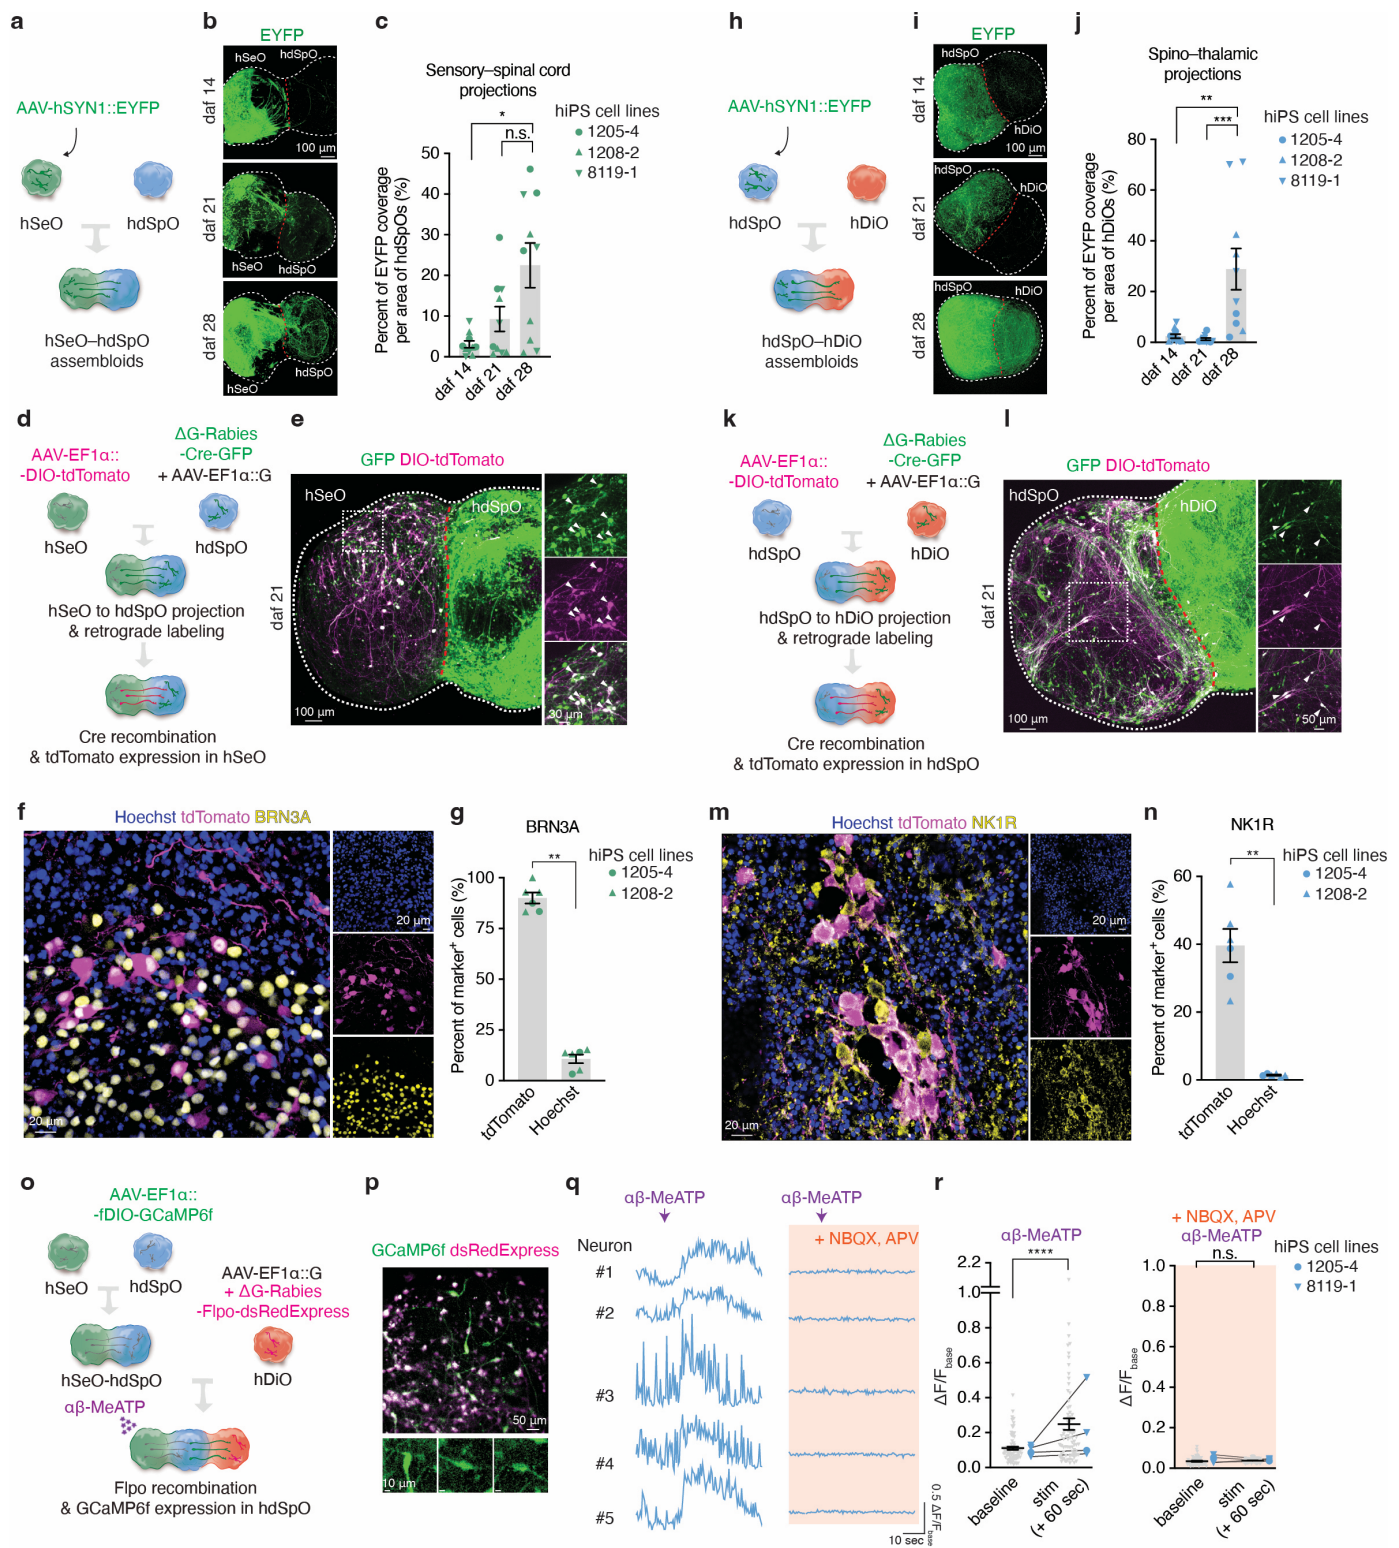 a
AAV-hSYN1::EYFP
hSeO
hdSpO
hSeO–hdSpO
assembloids
b
EYFP
daf 14
hSeO
hdSpO
100 µm
daf 21
hSeO
hdSpO
daf 28
hSeO
hdSpO
c
Sensory–spinal cord
projections
hiPS cell lines
1205-4
1208-2
8119-1
*
n.s.
Percent of EYFP coverage
per area of hdSpOs (%)
50
40
30
20
10
0
daf 14
daf 21
daf 28
h
AAV-hSYN1::EYFP
hdSpO
hDiO
hdSpO–hDiO
assembloids
i
EYFP
daf 14
hdSpO
hDiO
100 µm
daf 21
hdSpO
hDiO
daf 28
hdSpO
hDiO
j
Spino–thalamic
projections
hiPS cell lines
1205-4
1208-2
8119-1
**
***
Percent of EYFP coverage
per area of hDiOs (%)
80
60
40
20
0
daf 14
daf 21
daf 28
d
AAV-EF1α::
-DIO-tdTomato
ΔG-Rabies
-Cre-GFP
+ AAV-EF1α::G
hSeO
hdSpO
hSeO to hdSpO projection
& retrograde labeling
Cre recombination
& tdTomato expression in hSeO
e
GFP DIO-tdTomato
daf 21
hSeO
hdSpO
100 µm
30 µm
k
AAV-EF1α::
-DIO-tdTomato
ΔG-Rabies
-Cre-GFP
+ AAV-EF1α::G
hdSpO
hDiO
hdSpO to hDiO projection
& retrograde labeling
Cre recombination
& tdTomato expression in hdSpO
l
GFP DIO-tdTomato
daf 21
hdSpO
hDiO
100 µm
50 µm
f
Hoechst tdTomato BRN3A
20 µm
20 µm
g
BRN3A
hiPS cell lines
1205-4
1208-2
**
Percent of marker⁺ cells (%)
100
75
50
25
0
tdTomato
Hoechst
m
Hoechst tdTomato NK1R
20 µm
20 µm
n
NK1R
hiPS cell lines
1205-4
1208-2
**
Percent of marker⁺ cells (%)
60
40
20
0
tdTomato
Hoechst
o
AAV-EF1α::
-fDIO-GCaMP6f
hSeO
hdSpO
AAV-EF1α::G
+ ΔG-Rabies
-Flpo-dsRedExpress
hSeO-hdSpO
hDiO
αβ-MeATP
Flpo recombination
& GCaMP6f expression in hdSpO
p
GCaMP6f dsRedExpress
50 µm
10 µm
q
αβ-MeATP
αβ-MeATP
+ NBQX, APV
Neuron
#1
#2
#3
#4
#5
0.5 ΔF/Fbase
10 sec
r
αβ-MeATP
****
ΔF/Fbase
2.2
1.0
0.8
0.6
0.4
0.2
0.0
baseline
stim
(+ 60 sec)
+ NBQX, APV
αβ-MeATP
n.s.
hiPS cell lines
1205-4
8119-1
ΔF/Fbase
1.0
0.8
0.6
0.4
0.2
0.0
baseline
stim
(+ 60 sec)